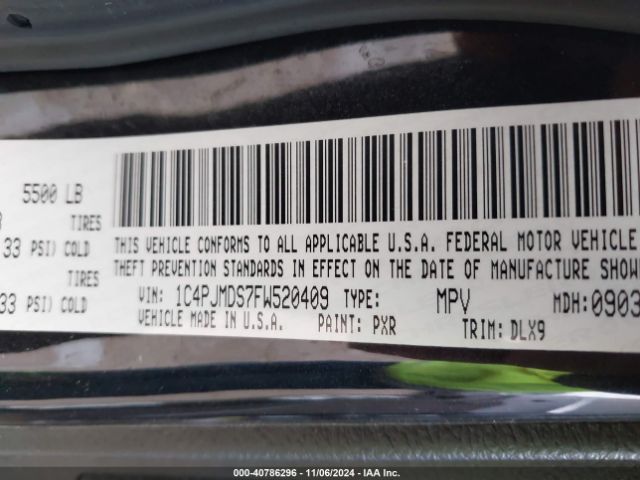 5500 LB
TIRES
33 PSI) COLD
33 PSI) COLD
THIS VEHICLE CONFORMS TO ALL APPLICABLE U.S.A. FEDERAL MOTOR VEHICLE
THEFT PREVENTION STANDARDS IN EFFECT ON THE DATE OF MANUFACTURE SHOW
VIN: 1C4PJMDS7FW520409 TYPE: MPV MDH: 0903
VEHICLE MADE IN U.S.A. PAINT: PXR TRIM: DLX9
TIRES
000-40786296 - 11/06/2024 - IAAI Inc.